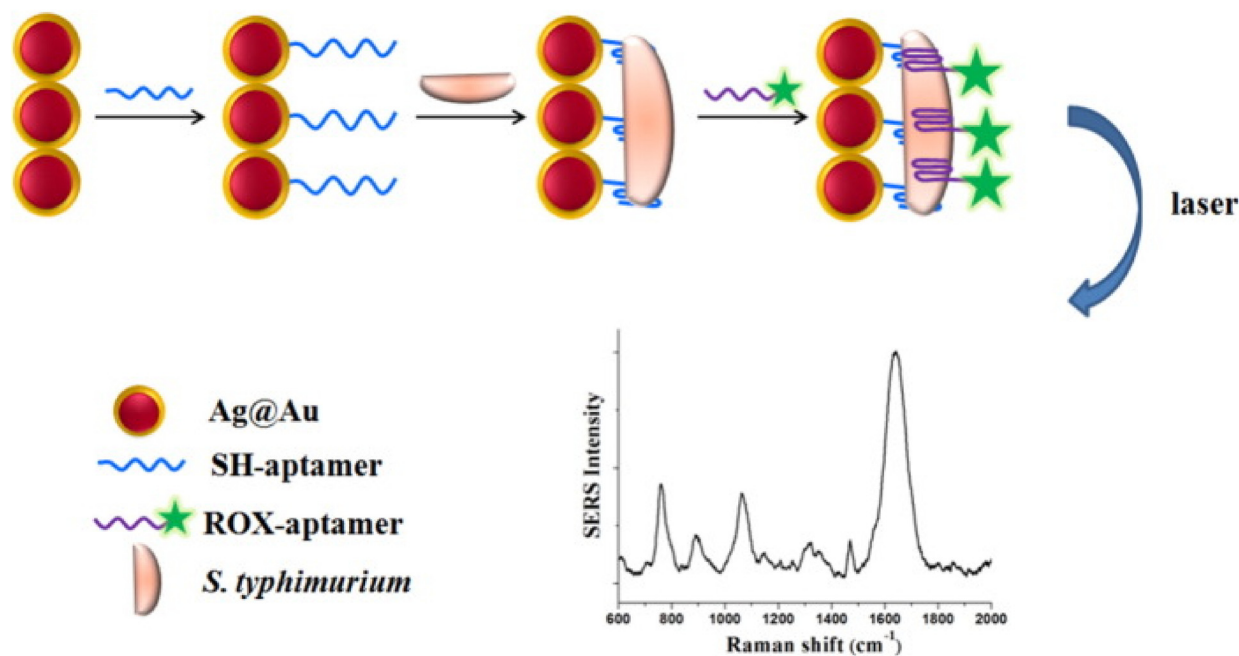 laser
Ag@Au
SH-aptamer
ROX-aptamer
S. typhimurium
SERS Intensity
600 800 1000 1200 1400 1600 1800 2000
Raman shift (cm⁻¹)